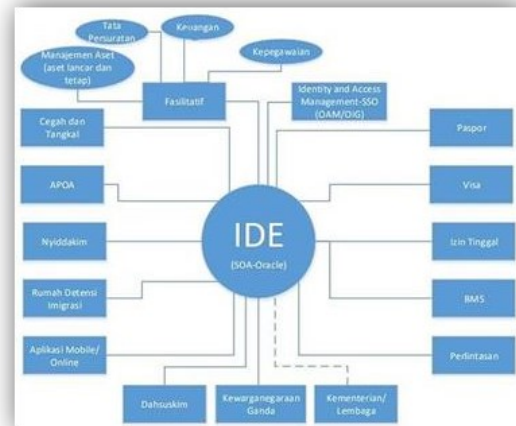 Tata
Persuratan
Keuangan
Kepegawaian
Manajemen Aset
(aset lancar dan
tetap)
Fasilitatif
Identity and Access
Management-SSO
(OAM/OIG)
Cegah dan
Tangkal
Paspor
APOA
Visa
IDE
(SOA-Oracle)
Nyiddakim
Izin Tinggal
Rumah Detensi
Imigrasi
BMS
Aplikasi Mobile/
Online
Perlintasan
Dahsuskim
Kewarganegaraan
Ganda
Kementerian/
Lembaga